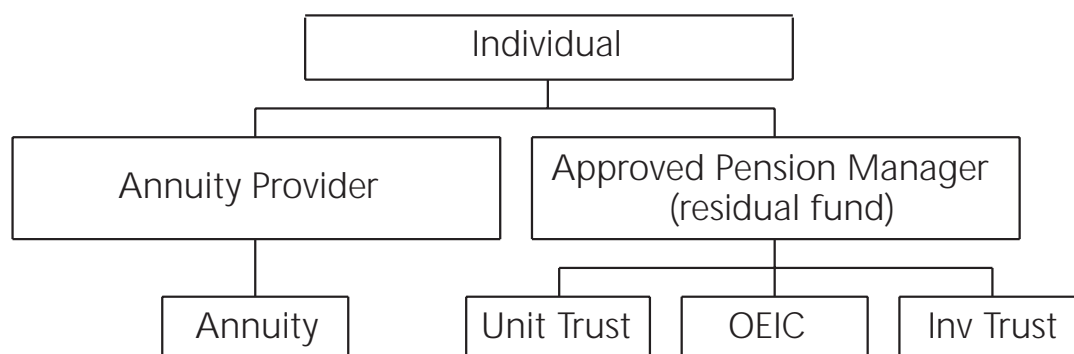 Individual
Annuity Provider
Approved Pension Manager
(residual fund)
Annuity
Unit Trust
OEIC
Inv Trust